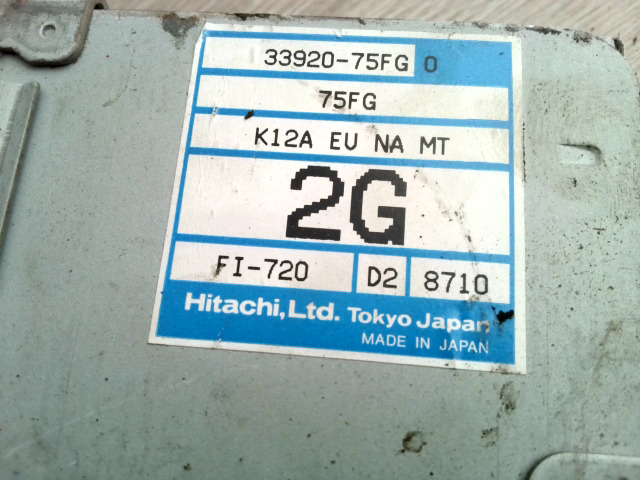 33920-75FG 0
75FG
K12A EU NA MT
2G
FI-720 D2 8710
Hitachi, Ltd. Tokyo Japan
MADE IN JAPAN